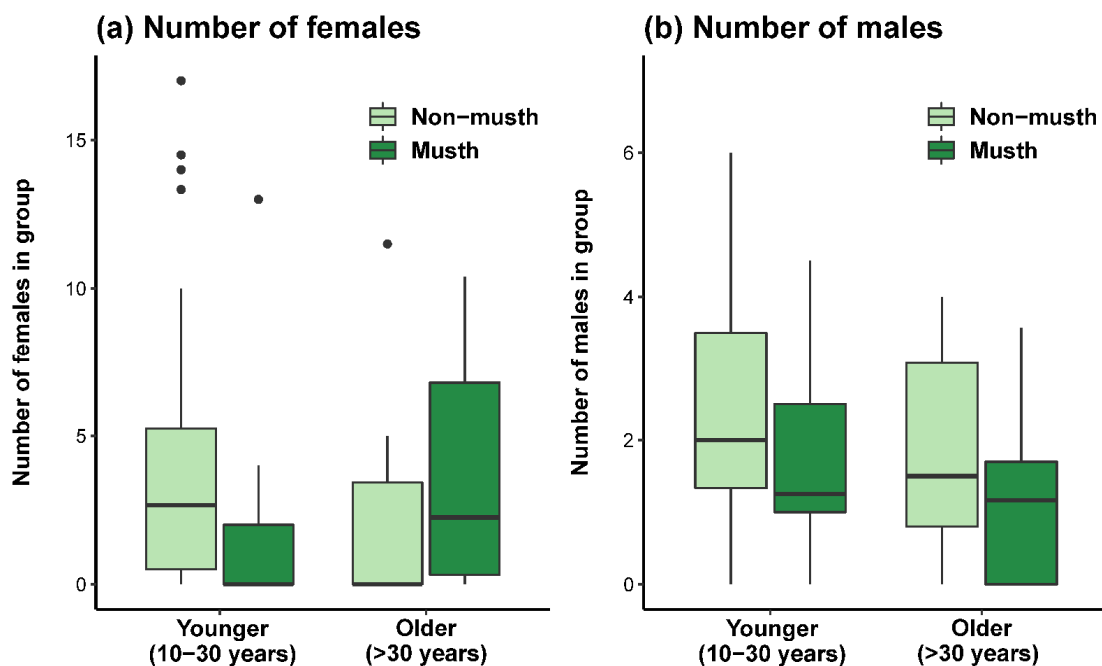 (a) Number of females
Number of females in group
15
10
5
0
Non−musth
Musth
Younger
(10−30 years)
Older
(>30 years)
(b) Number of males
Number of males in group
6
4
2
0
Non−musth
Musth
Younger
(10−30 years)
Older
(>30 years)